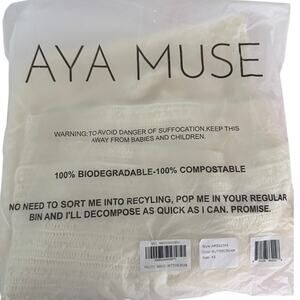 AYA MUSE
WARNING:TO AVOID DANGER OF SUFFOCATION.KEEP THIS
AWAY FROM BABIES AND CHILDREN.
100% BIODEGRADABLE-100% COMPOSTABLE
NO NEED TO SORT ME INTO RECYLING, POP ME IN YOUR REGULAR
BIN AND I'LL DECOMPOSE AS QUICK AS I CAN. PROMISE.